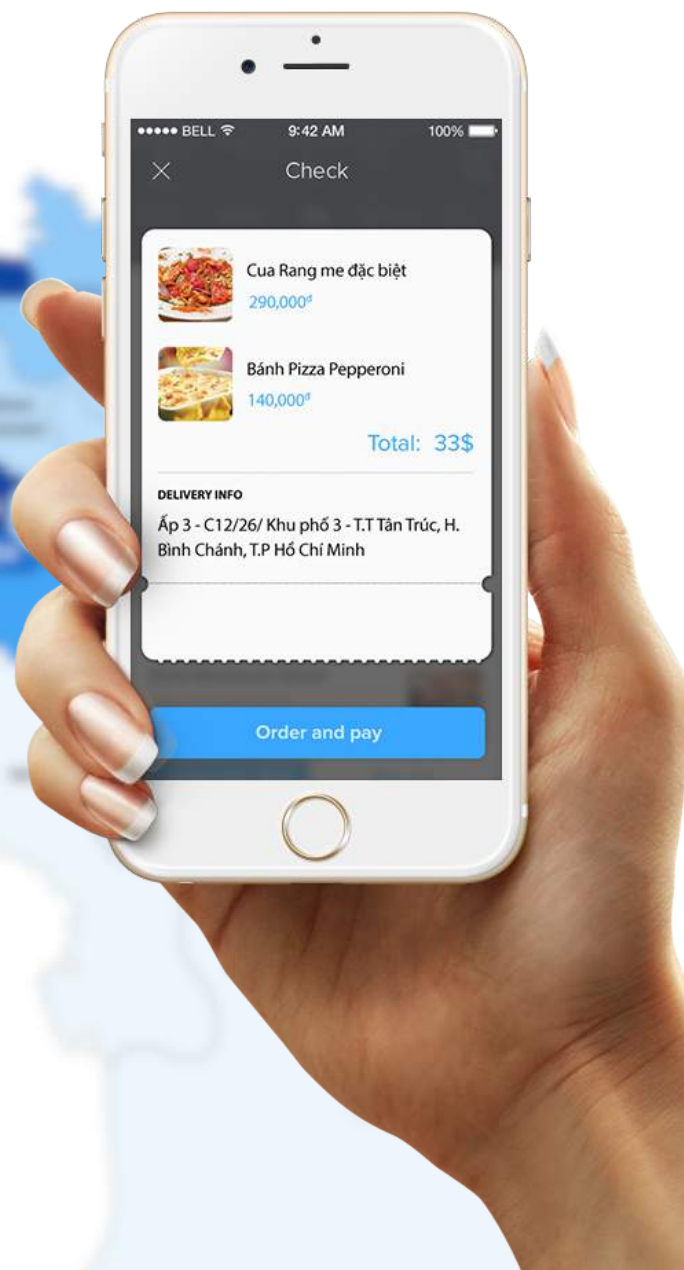 BELL 9:42 AM 100%
Check
Cua Rang me đặc biệt
290,000đ
Bánh Pizza Pepperoni
140,000đ
Total: 33$
DELIVERY INFO
Ấp 3 - C12/26/ Khu phố 3 - T.T Tân Trúc, H.
Bình Chánh, T.P Hồ Chí Minh
Order and pay